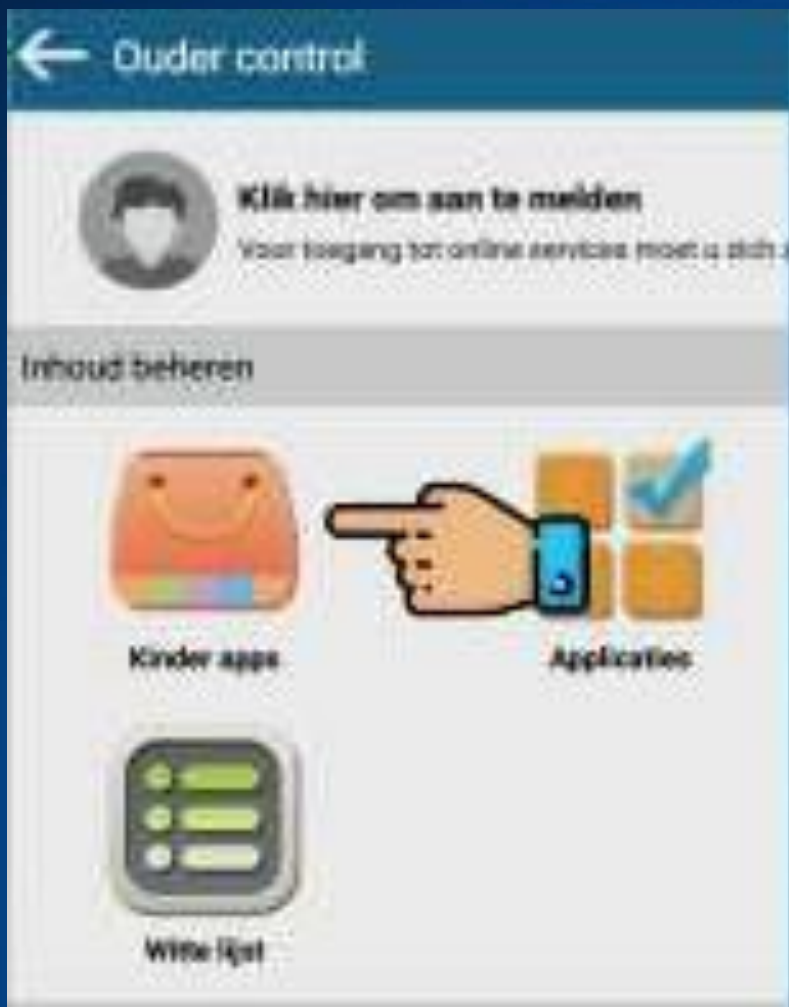 Ouder control
Klik hier om aan te melden
Voor toegang tot online services moet u zich
Inhoud beheren
Kinder apps
Applicaties
Witte lijst